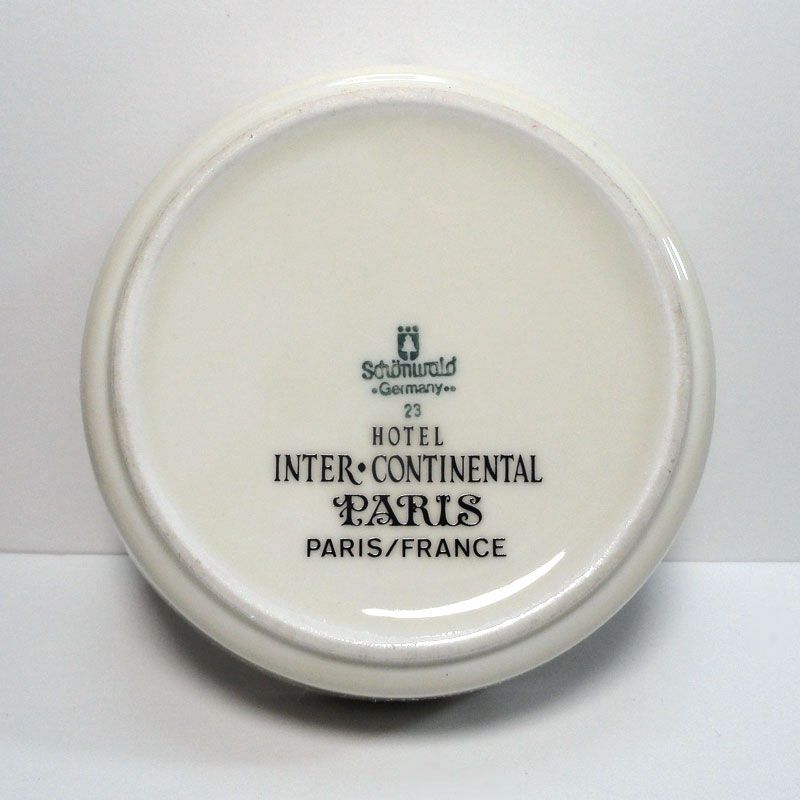 Schönwald
Germany
23
HOTEL
INTER·CONTINENTAL
PARIS
PARIS/FRANCE